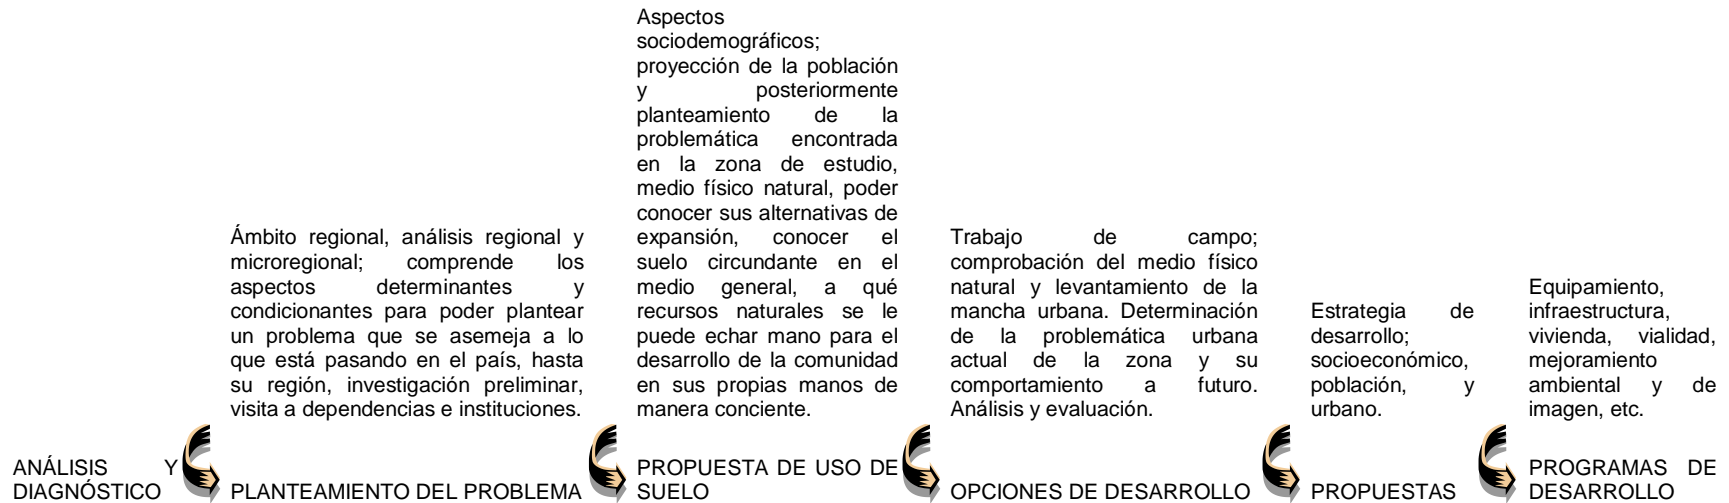 ANÁLISIS Y
DIAGNÓSTICO
Ámbito regional, análisis regional y
microregional; comprende los
aspectos determinantes y
condicionantes para poder plantear
un problema que se asemeja a lo
que está pasando en el país, hasta
su región, investigación preliminar,
visita a dependencias e instituciones.
PLANTEAMIENTO DEL PROBLEMA
Aspectos
sociodemográficos;
proyección de la población
y posteriormente
planteamiento de la
problemática encontrada
en la zona de estudio,
medio físico natural, poder
conocer sus alternativas de
expansión, conocer el
suelo circundante en el
medio general, a qué
recursos naturales se le
puede echar mano para el
desarrollo de la comunidad
en sus propias manos de
manera conciente.
PROPUESTA DE USO DE
SUELO
Trabajo de campo;
comprobación del medio físico
natural y levantamiento de la
mancha urbana. Determinación
de la problemática urbana
actual de la zona y su
comportamiento a futuro.
Análisis y evaluación.
OPCIONES DE DESARROLLO
Estrategia de
desarrollo;
socioeconómico,
población, y
urbano.
PROPUESTAS
Equipamiento,
infraestructura,
vivienda, vialidad,
mejoramiento
ambiental y de
imagen, etc.
PROGRAMAS DE
DESARROLLO